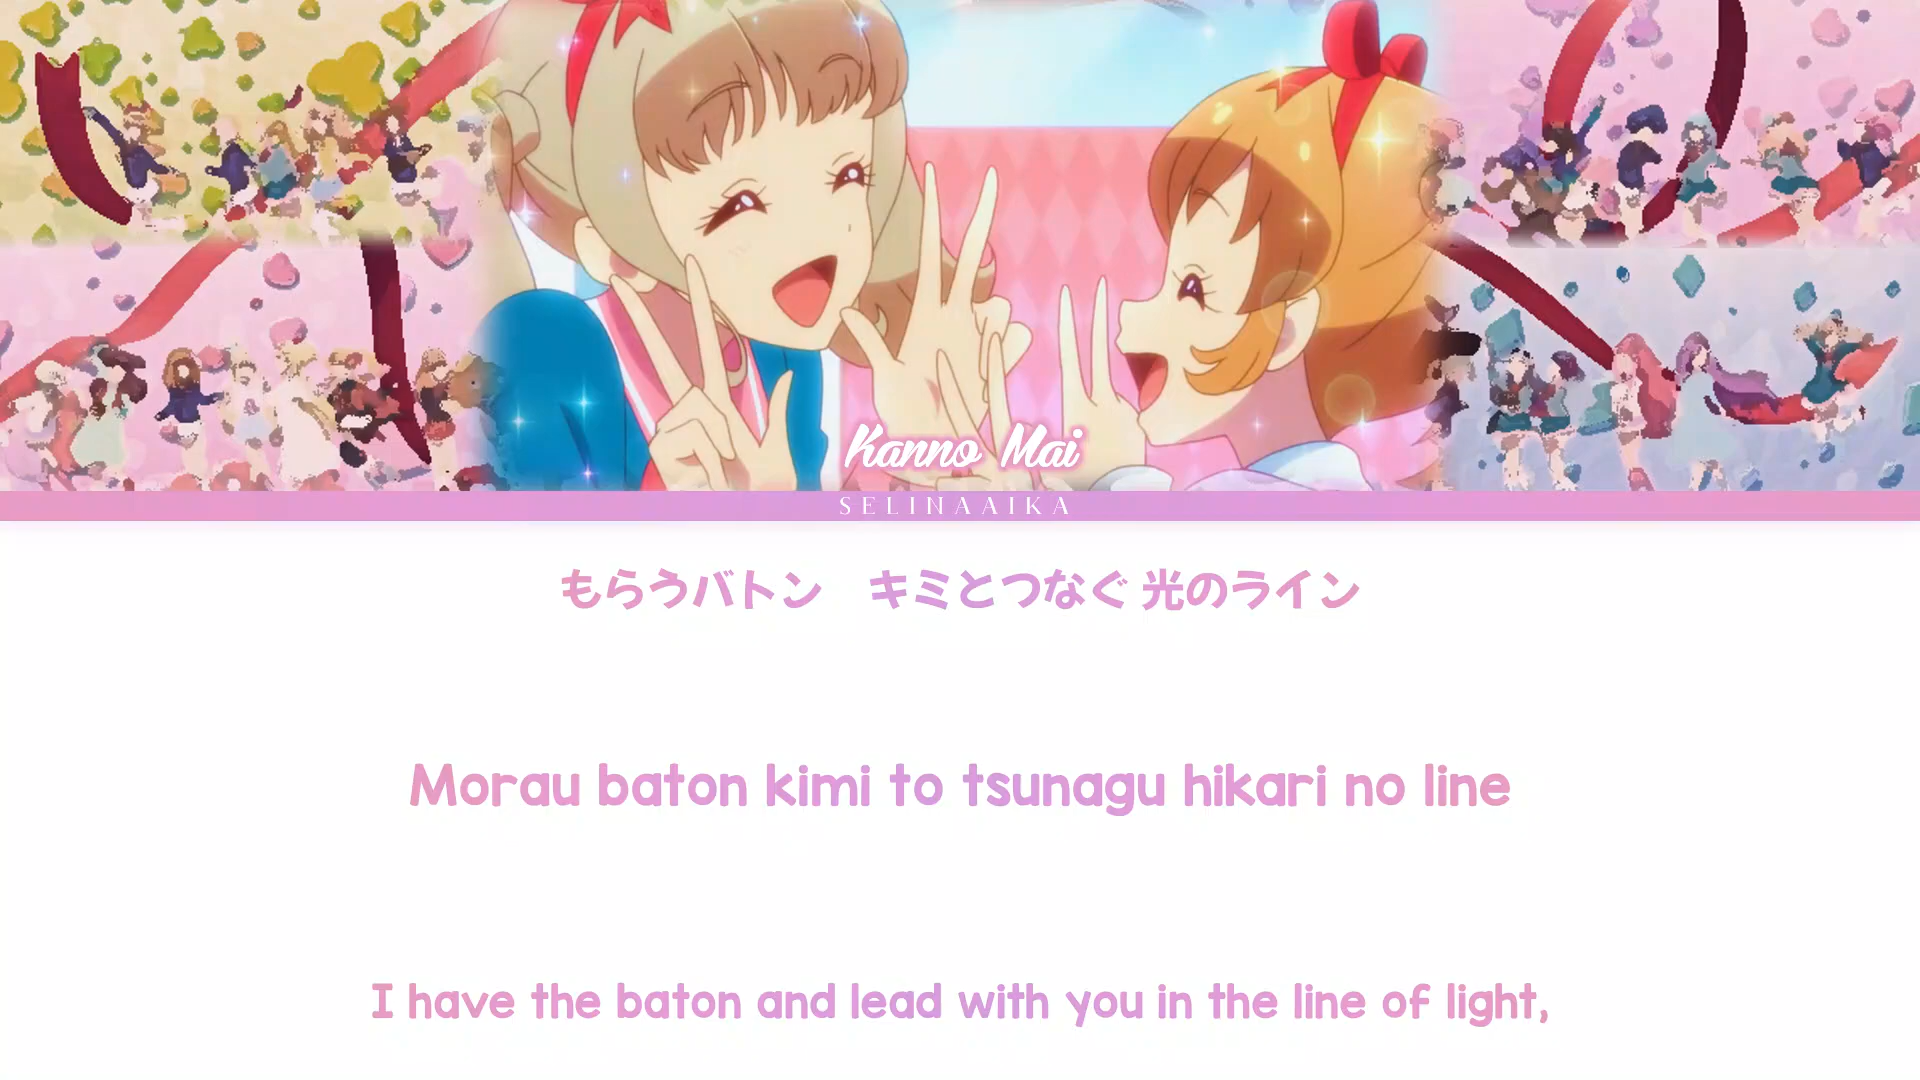 Kanno Mai
SELINAAIKA
もらうバトン　キミとつなぐ 光のライン
Morau baton kimi to tsunagu hikari no line
I have the baton and lead with you in the line of light,